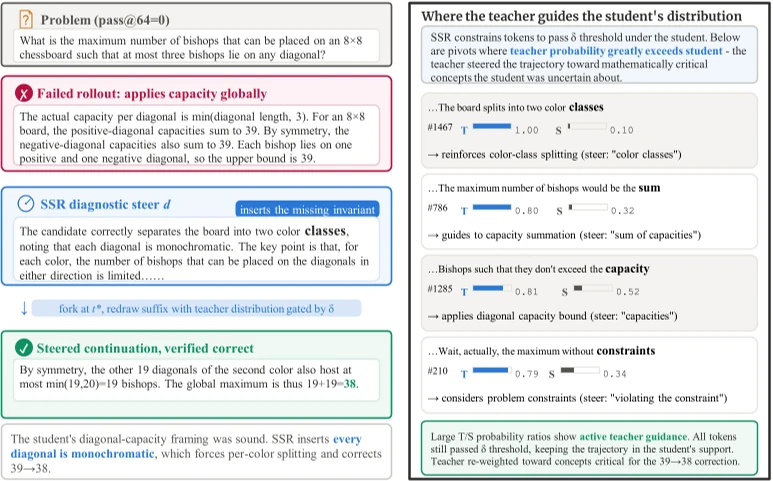 Problem (pass@64=0)
What is the maximum number of bishops that can be placed on an 8×8
chessboard such that at most three bishops lie on any diagonal?
Failed rollout: applies capacity globally
The actual capacity per diagonal is min(diagonal length, 3). For an 8×8
board, the positive-diagonal capacities sum to 39. By symmetry, the
negative-diagonal capacities also sum to 39. Each bishop lies on one
positive and one negative diagonal, so the upper bound is 39.
SSR diagnostic steer d
inserts the missing invariant
The candidate correctly separates the board into two color classes,
noting that each diagonal is monochromatic. The key point is that, for
each color, the number of bishops that can be placed on the diagonals in
either direction is limited……
↓ fork at t*, redraw suffix with teacher distribution gated by δ
Steered continuation, verified correct
By symmetry, the other 19 diagonals of the second color also host at
most min(19,20)=19 bishops. The global maximum is thus 19+19=38.
The student's diagonal-capacity framing was sound. SSR inserts every
diagonal is monochromatic, which forces per-color splitting and corrects
39→38.
Where the teacher guides the student's distribution
SSR constrains tokens to pass δ threshold under the student. Below
are pivots where teacher probability greatly exceeds student - the
teacher steered the trajectory toward mathematically critical
concepts the student was uncertain about.
…The board splits into two color classes
#1467 T 1.00 S 0.10
→ reinforces color-class splitting (steer: "color classes")
…The maximum number of bishops would be the sum
#786 T 0.80 S 0.32
→ guides to capacity summation (steer: "sum of capacities")
…Bishops such that they don't exceed the capacity
#1285 T 0.81 S 0.52
→ applies diagonal capacity bound (steer: "capacities")
…Wait, actually, the maximum without constraints
#210 T 0.79 S 0.34
→ considers problem constraints (steer: "violating the constraint")
Large T/S probability ratios show active teacher guidance. All tokens
still passed δ threshold, keeping the trajectory in the student's support.
Teacher re-weighted toward concepts critical for the 39→38 correction.